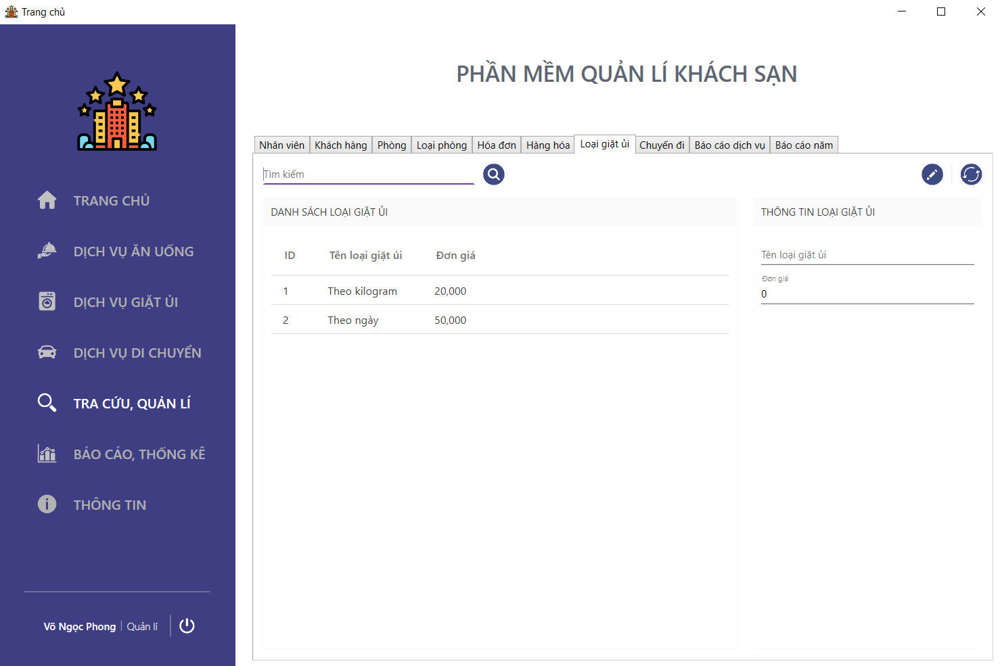 Trang chủ
PHẦN MỀM QUẢN LÍ KHÁCH SẠN
TRANG CHỦ
DỊCH VỤ ĂN UỐNG
DỊCH VỤ GIẶT ỦI
DỊCH VỤ DI CHUYỂN
TRA CỨU, QUẢN LÍ
BÁO CÁO, THỐNG KÊ
THÔNG TIN
Võ Ngọc Phong | Quản lí
Nhân viên Khách hàng Phòng Loại phòng Hóa đơn Hàng hóa Loại giặt ủi Chuyến đi Báo cáo dịch vụ Báo cáo năm
Tìm kiếm
DANH SÁCH LOẠI GIẶT ỦI
ID Tên loại giặt ủi Đơn giá
1 Theo kilogram 20,000
2 Theo ngày 50,000
THÔNG TIN LOẠI GIẶT ỦI
Tên loại giặt ủi
Đơn giá
0